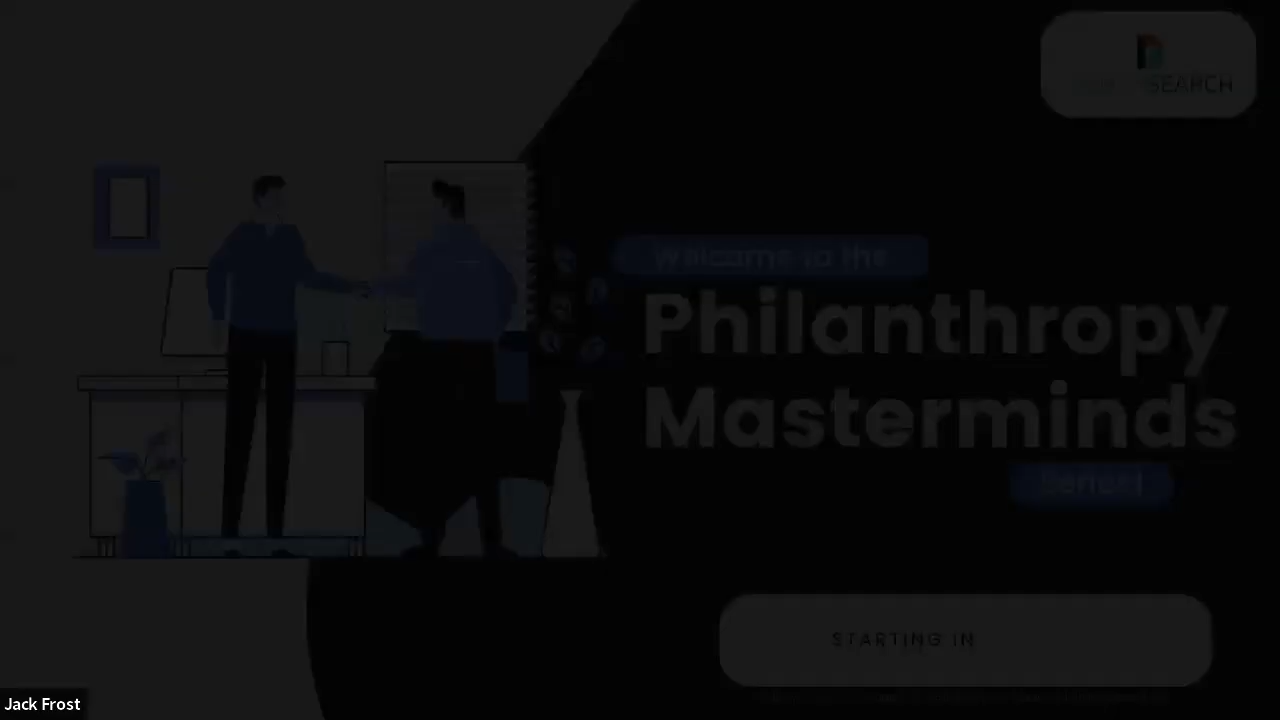 SEARCH
Welcome to the
Philanthropy
Masterminds
Series!
STARTING IN
Jack Frost